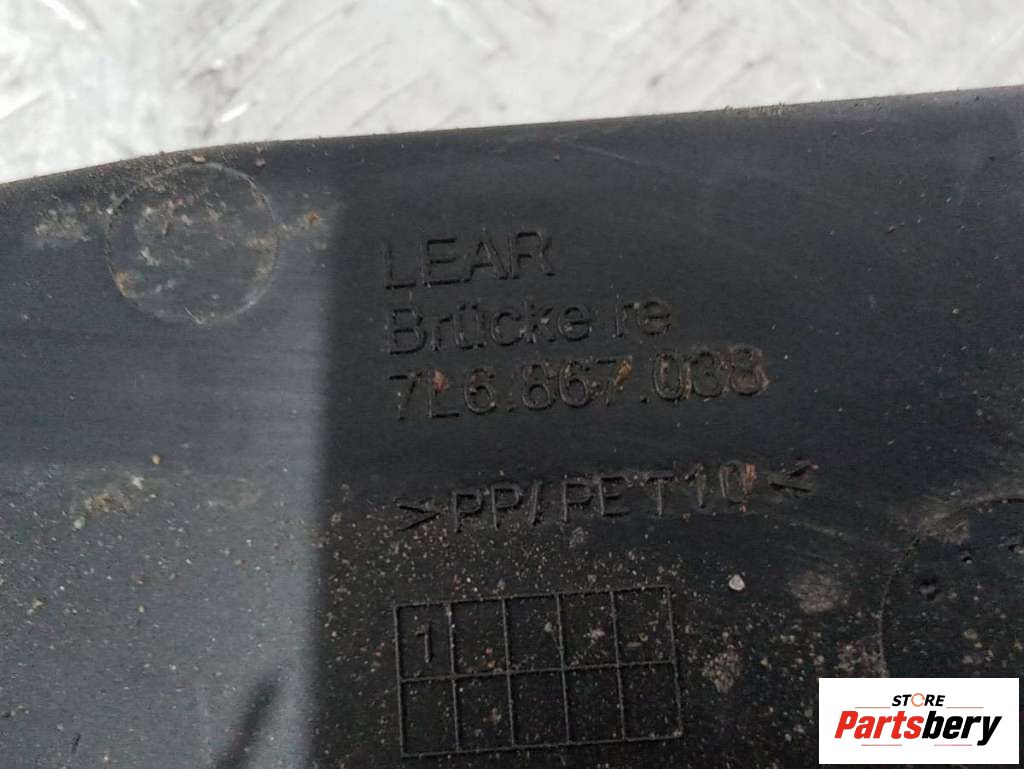 LEAR
Brücke re
7L6.867.038
>PP/PET10<
1
STORE
Partsbery